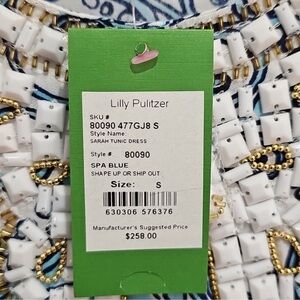 Lilly Pulitzer
SKU #
80090 477GJ8 S
Style Name:
SARAH TUNIC DRESS
Style # 80090
SPA BLUE
SHAPE UP OR SHIP OUT
Size: S
630306 576376
Manufacturer's Suggested Price
$258.00